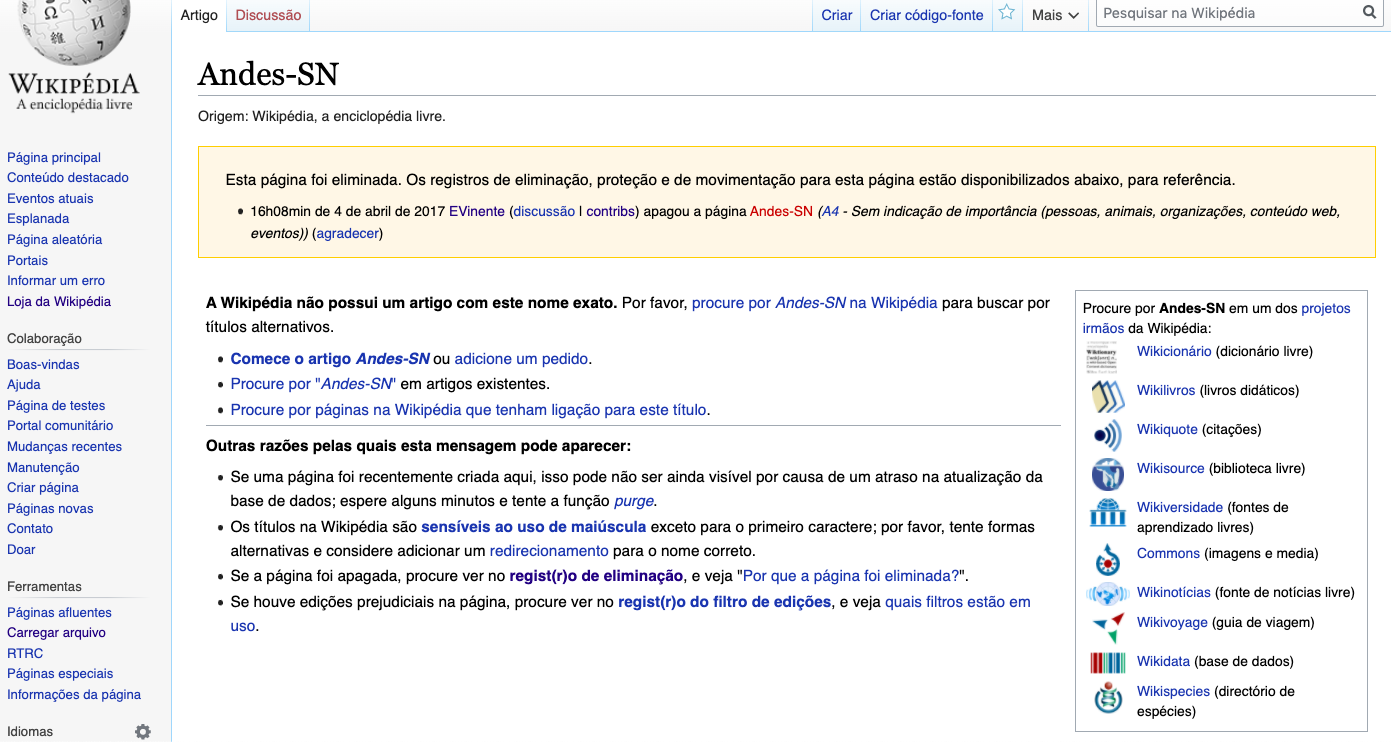 Artigo
Discussão
Criar
Criar código-fonte
Mais
Pesquisar na Wikipédia
WIKIPÉDIA
A enciclopédia livre
Página principal
Conteúdo destacado
Eventos atuais
Esplanada
Página aleatória
Portais
Informar um erro
Loja da Wikipédia
Colaboração
Boas-vindas
Ajuda
Página de testes
Portal comunitário
Mudanças recentes
Manutenção
Criar página
Páginas novas
Contato
Doar
Ferramentas
Páginas afluentes
Carregar arquivo
RTRC
Páginas especiais
Informações da página
Idiomas
Andes-SN
Origem: Wikipédia, a enciclopédia livre.
Esta página foi eliminada. Os registros de eliminação, proteção e de movimentação para esta página estão disponibilizados abaixo, para referência.
• 16h08min de 4 de abril de 2017 EVinente (discussão | contribs) apagou a página Andes-SN (A4 - Sem indicação de importância (pessoas, animais, organizações, conteúdo web,
eventos)) (agradecer)
A Wikipédia não possui um artigo com este nome exato. Por favor, procure por Andes-SN na Wikipédia para buscar por
títulos alternativos.
• Comece o artigo Andes-SN ou adicione um pedido.
• Procure por "Andes-SN" em artigos existentes.
• Procure por páginas na Wikipédia que tenham ligação para este título.
Outras razões pelas quais esta mensagem pode aparecer:
• Se uma página foi recentemente criada aqui, isso pode não ser ainda visível por causa de um atraso na atualização da
base de dados; espere alguns minutos e tente a função purge.
• Os títulos na Wikipédia são sensíveis ao uso de maiúscula exceto para o primeiro caractere; por favor, tente formas
alternativas e considere adicionar um redirecionamento para o nome correto.
• Se a página foi apagada, procure ver no regist(r)o de eliminação, e veja "Por que a página foi eliminada?".
• Se houve edições prejudiciais na página, procure ver no regist(r)o do filtro de edições, e veja quais filtros estão em
uso.
Procure por Andes-SN em um dos projetos
irmãos da Wikipédia:
Wikcionário (dicionário livre)
Wikilivros (livros didáticos)
Wikiquote (citações)
Wikisource (biblioteca livre)
Wikiversidade (fontes de
aprendizado livres)
Commons (imagens e media)
Wikinotícias (fonte de notícias livre)
Wikivoyage (guia de viagem)
Wikidata (base de dados)
Wikispecies (directório de
espécies)